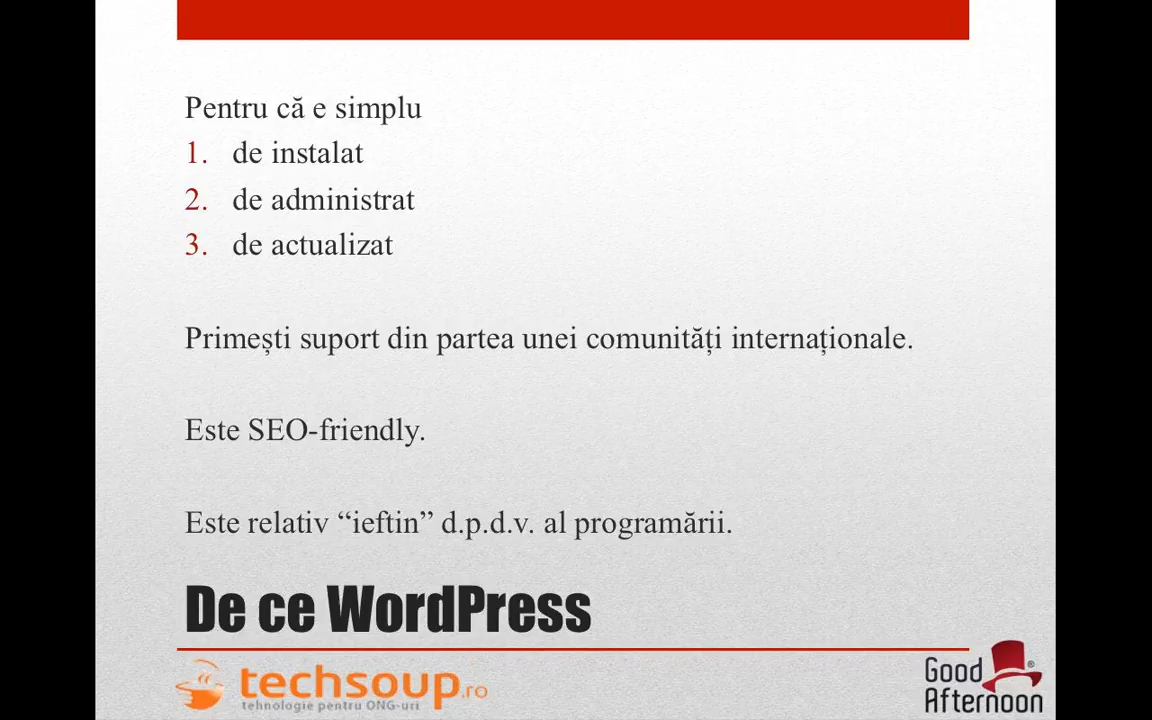 Pentru că e simplu
1. de instalat
2. de administrat
3. de actualizat
Primești suport din partea unei comunități internaționale.
Este SEO-friendly.
Este relativ “ieftin” d.p.d.v. al programării.
De ce WordPress
techsoup.ro
tehnologie pentru ONG-uri
Good
Afternoon
®